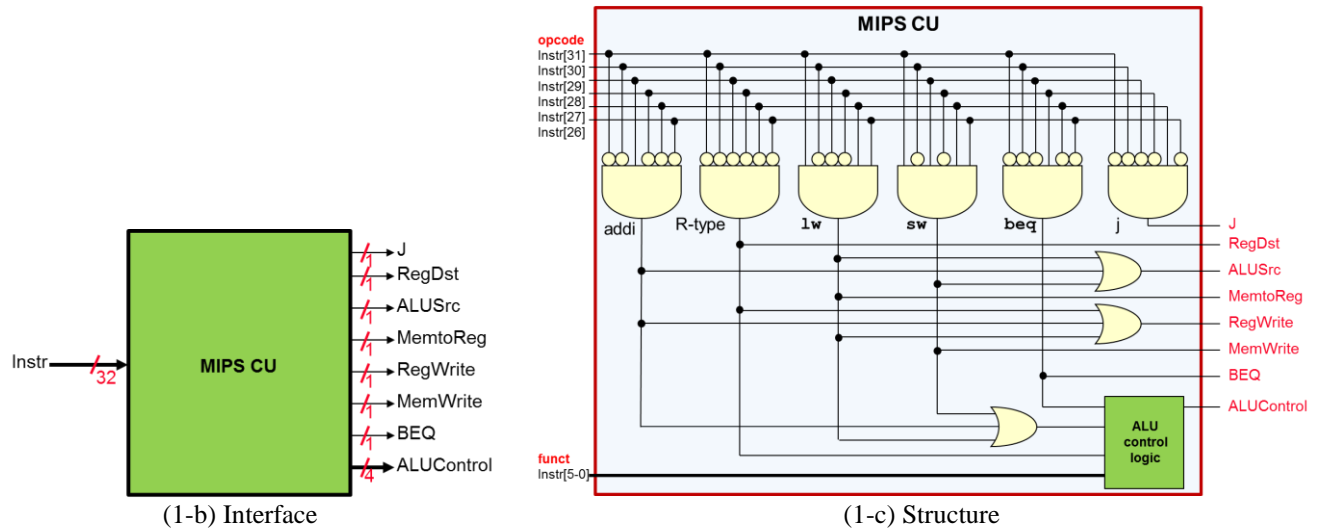 MIPS CU
opcode
Instr[31]
Instr[30]
Instr[29]
Instr[28]
Instr[27]
Instr[26]
addi
R-type
lw
sw
beq
j
J
RegDst
ALUSrc
MemtoReg
RegWrite
MemWrite
BEQ
ALUControl
ALU
control
logic
funct
Instr[5-0]
Instr
32
MIPS CU
J
1
RegDst
1
ALUSrc
1
MemtoReg
1
RegWrite
1
MemWrite
1
BEQ
1
ALUControl
4
(1-b) Interface
(1-c) Structure